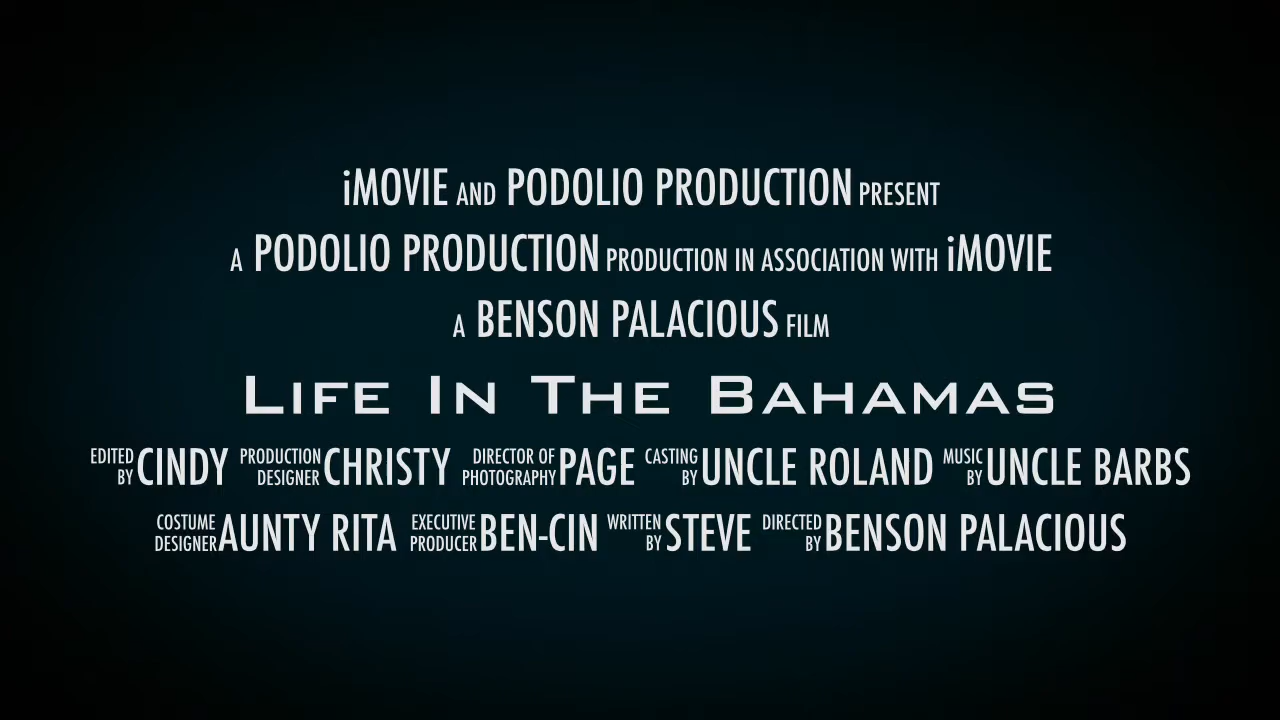 iMOVIE AND PODOLIO PRODUCTION PRESENT
A PODOLIO PRODUCTION PRODUCTION IN ASSOCIATION WITH iMOVIE
A BENSON PALACIOUS FILM
LIFE IN THE BAHAMAS
EDITED BY CINDY PRODUCTION DESIGNER CHRISTY DIRECTOR OF PHOTOGRAPHY PAGE CASTING BY UNCLE ROLAND MUSIC BY UNCLE BARBS
COSTUME DESIGNER AUNTY RITA EXECUTIVE PRODUCER BEN-CIN WRITTEN BY STEVE DIRECTED BY BENSON PALACIOUS